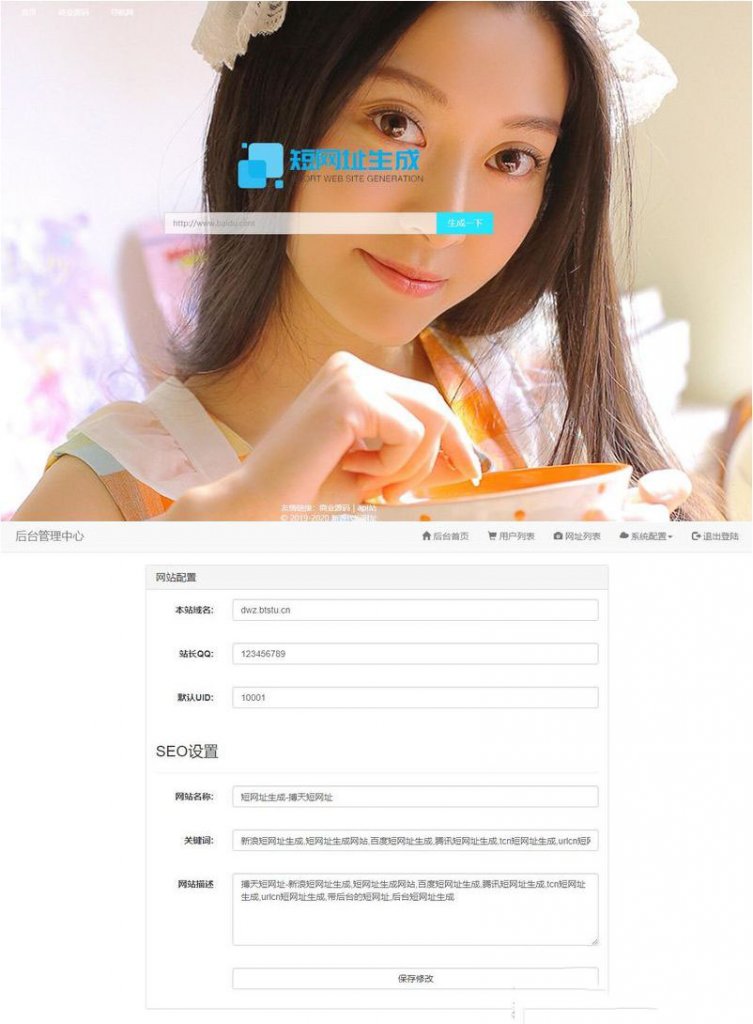 首页 商业源码 导航网
短网址生成
SHORT WEB SITE GENERATION
http://www.baidu.com
生成一下
友情链接：商业源码 | api站
© 2019-2020
后台管理中心
后台首页 用户列表 网址列表 系统配置 退出登陆
网站配置
本站域名: dwz.btstu.cn
站长QQ: 123456789
默认UID: 10001
SEO设置
网站名称: 短网址生成-搏天短网址
关键词: 新浪短网址生成,短网址生成网站,百度短网址生成,腾讯短网址生成,tcn短网址生成,urlcn短网
网站描述 搏天短网址-新浪短网址生成,短网址生成网站,百度短网址生成,腾讯短网址生成,tcn短网址
生成,urlcn短网址生成,带后台的短网址,后台短网址生成
保存修改